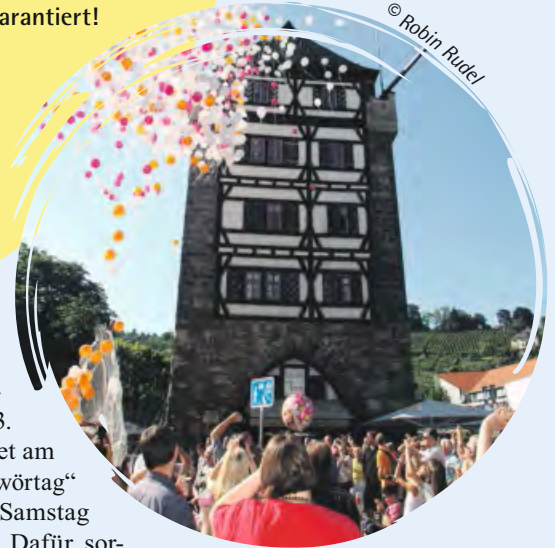 arantiert!
© Robin Rudel
3.
et am
wörtag“
Samstag
Dafür sor-